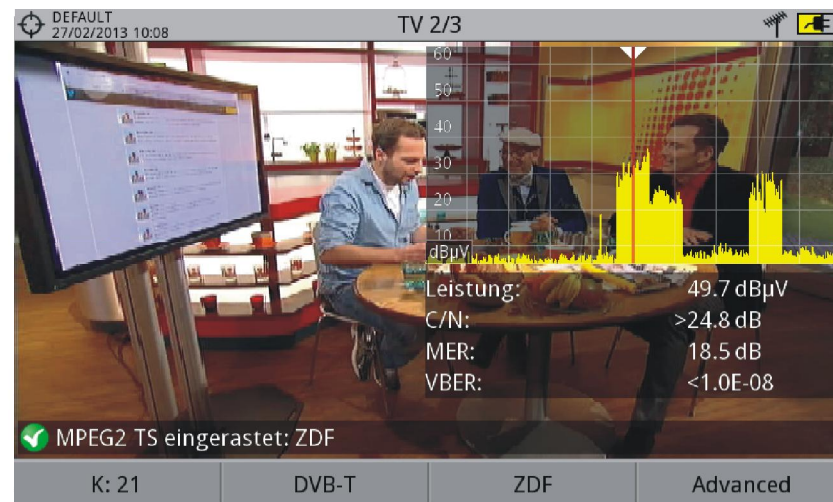 DEFAULT
27/02/2013 10:08
TV 2/3
60
50
40
30
20
10
dBµV
Leistung: 49.7 dBµV
C/N: >24.8 dB
MER: 18.5 dB
VBER: <1.0E-08
MPEG2 TS eingerastet: ZDF
K: 21
DVB-T
ZDF
Advanced